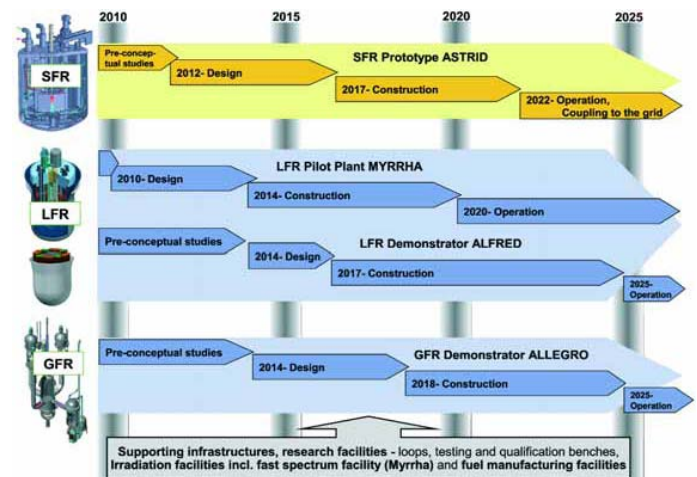 2010 2015 2020 2025
SFR
SFR Prototype ASTRID
Pre-concep-
tual studies
2012- Design
2017- Construction
2022- Operation,
Coupling to the grid
LFR
LFR Pilot Plant MYRRHA
2010- Design
2014- Construction
2020- Operation
LFR Demonstrator ALFRED
Pre-conceptual studies
2014- Design
2017- Construction
2025-
Operation
GFR
GFR Demonstrator ALLEGRO
Pre-conceptual studies
2014- Design
2018- Construction
2025-
Operation
Supporting infrastructures, research facilities - loops, testing and qualification benches,
Irradiation facilities incl. fast spectrum facility (Myrrha) and fuel manufacturing facilities